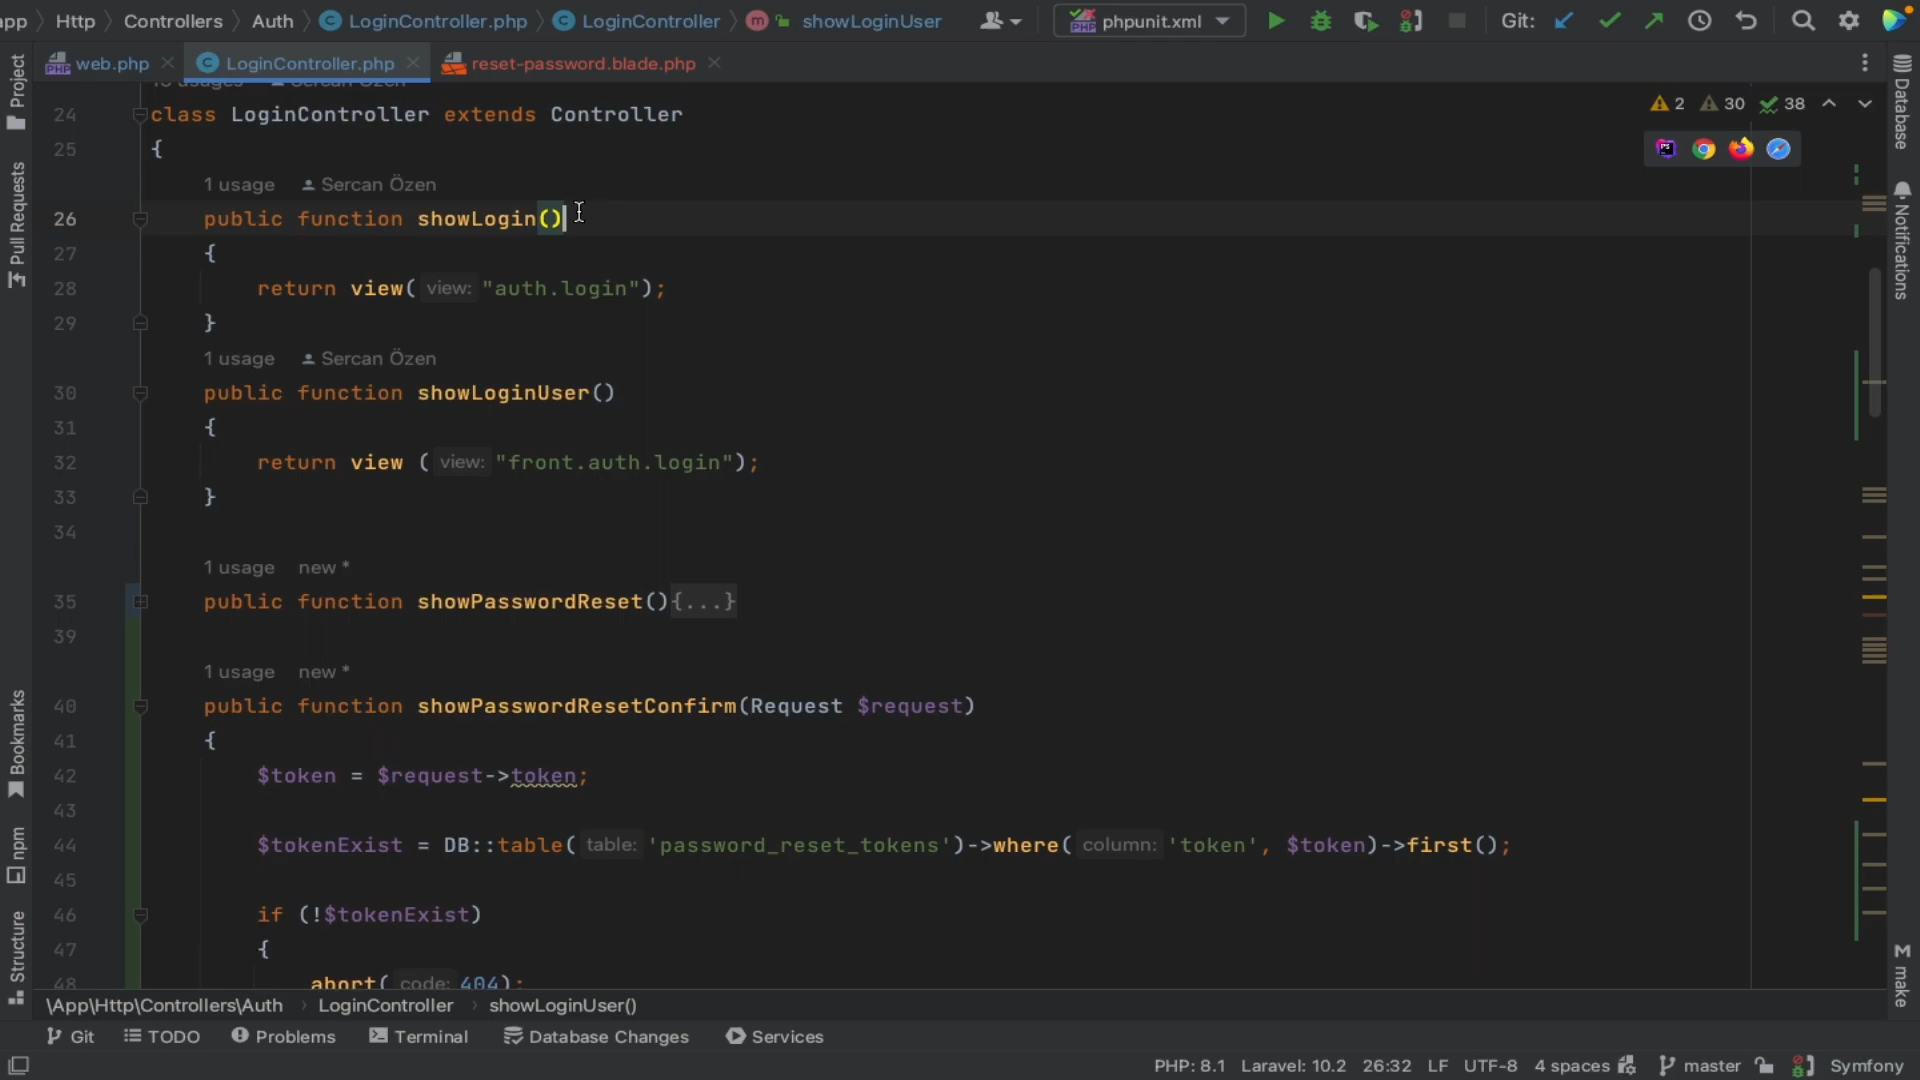 app Http Controllers Auth LoginController.php LoginController m showLoginUser phpunit.xml Git:
web.php LoginController.php reset-password.blade.php
24 class LoginController extends Controller 2 30 38
25 {
1 usage Sercan Özen
26 public function showLogin()
27 {
28 return view( view: "auth.login");
29 }
1 usage Sercan Özen
30 public function showLoginUser()
31 {
32 return view ( view: "front.auth.login");
33 }
34
1 usage new *
35 public function showPasswordReset(){...}
39
1 usage new *
40 public function showPasswordResetConfirm(Request $request)
41 {
42 $token = $request->token;
43
44 $tokenExist = DB::table( table: 'password_reset_tokens')->where( column: 'token', $token)->first();
45
46 if (!$tokenExist)
47 {
48 abort( code: 404);
\App\Http\Controllers\Auth LoginController showLoginUser()
Git TODO Problems Terminal Database Changes Services
PHP: 8.1 Laravel: 10.2 26:32 LF UTF-8 4 spaces master Symfony
Project
Pull Requests
Bookmarks
npm
Structure
Database
Notifications
M make